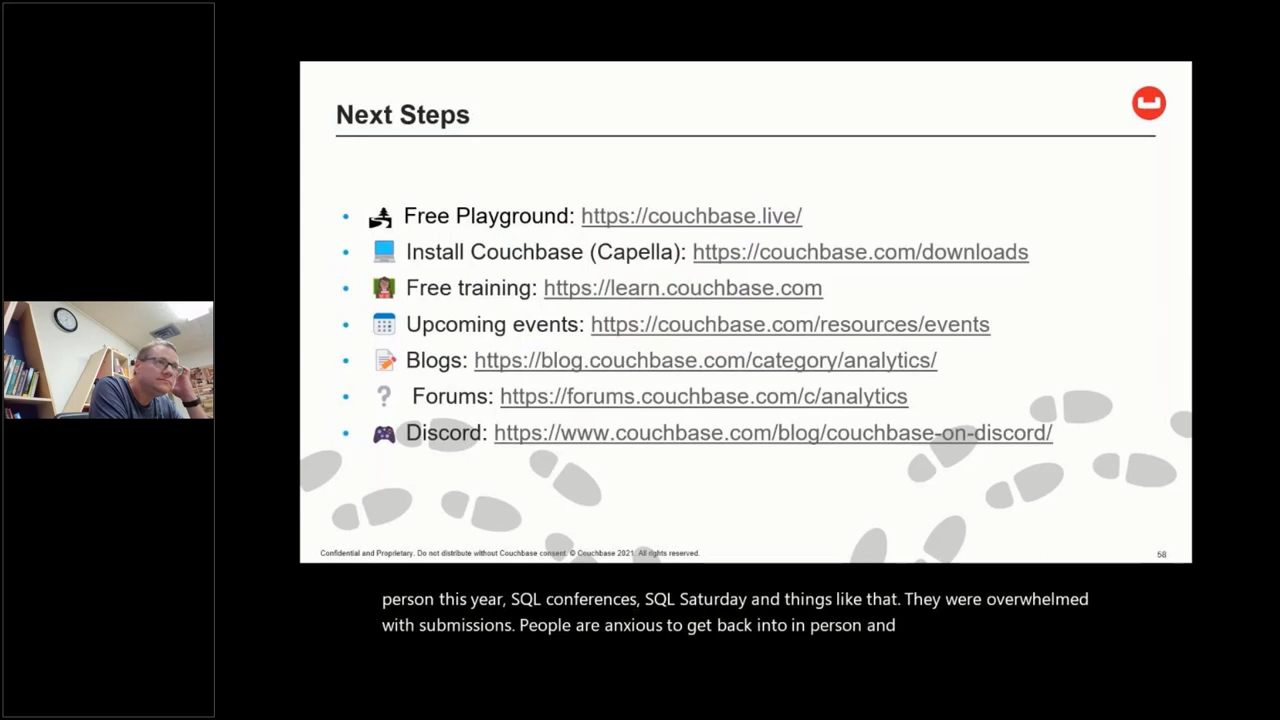 Next Steps
• Free Playground: https://couchbase.live/
• Install Couchbase (Capella): https://couchbase.com/downloads
• Free training: https://learn.couchbase.com
• Upcoming events: https://couchbase.com/resources/events
• Blogs: https://blog.couchbase.com/category/analytics/
• ? Forums: https://forums.couchbase.com/c/analytics
• Discord: https://www.couchbase.com/blog/couchbase-on-discord/
Confidential and Proprietary. Do not distribute without Couchbase consent. © Couchbase 2021. All rights reserved.
58
person this year, SQL conferences, SQL Saturday and things like that. They were overwhelmed
with submissions. People are anxious to get back into in person and